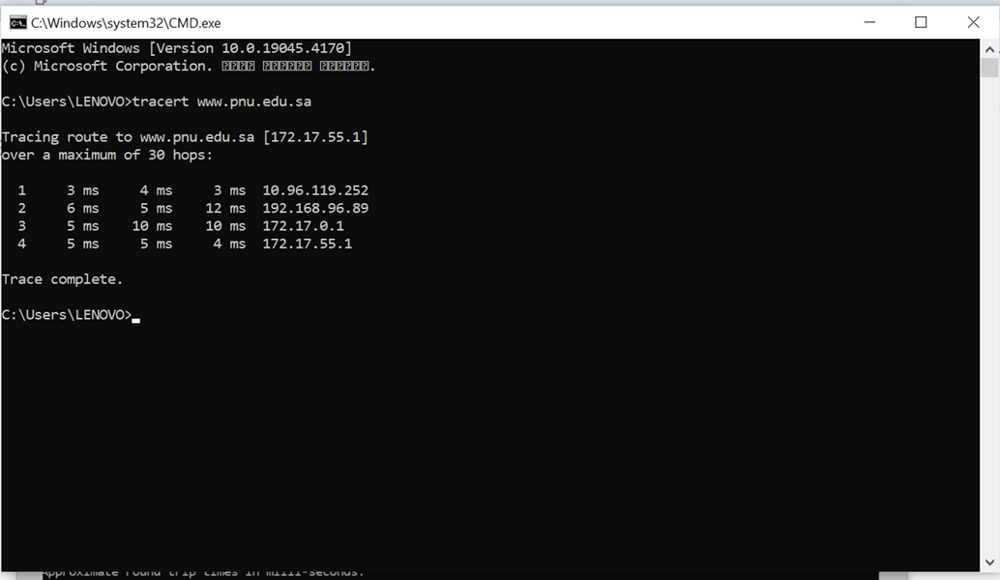 C:\Windows\system32\CMD.exe
Microsoft Windows [Version 10.0.19045.4170]
(c) Microsoft Corporation.
C:\Users\LENOVO>tracert www.pnu.edu.sa
Tracing route to www.pnu.edu.sa [172.17.55.1]
over a maximum of 30 hops:
1 3 ms 4 ms 3 ms 10.96.119.252
2 6 ms 5 ms 12 ms 192.168.96.89
3 5 ms 10 ms 10 ms 172.17.0.1
4 5 ms 5 ms 4 ms 172.17.55.1
Trace complete.
C:\Users\LENOVO>
Approximate round trip times in milli-seconds: